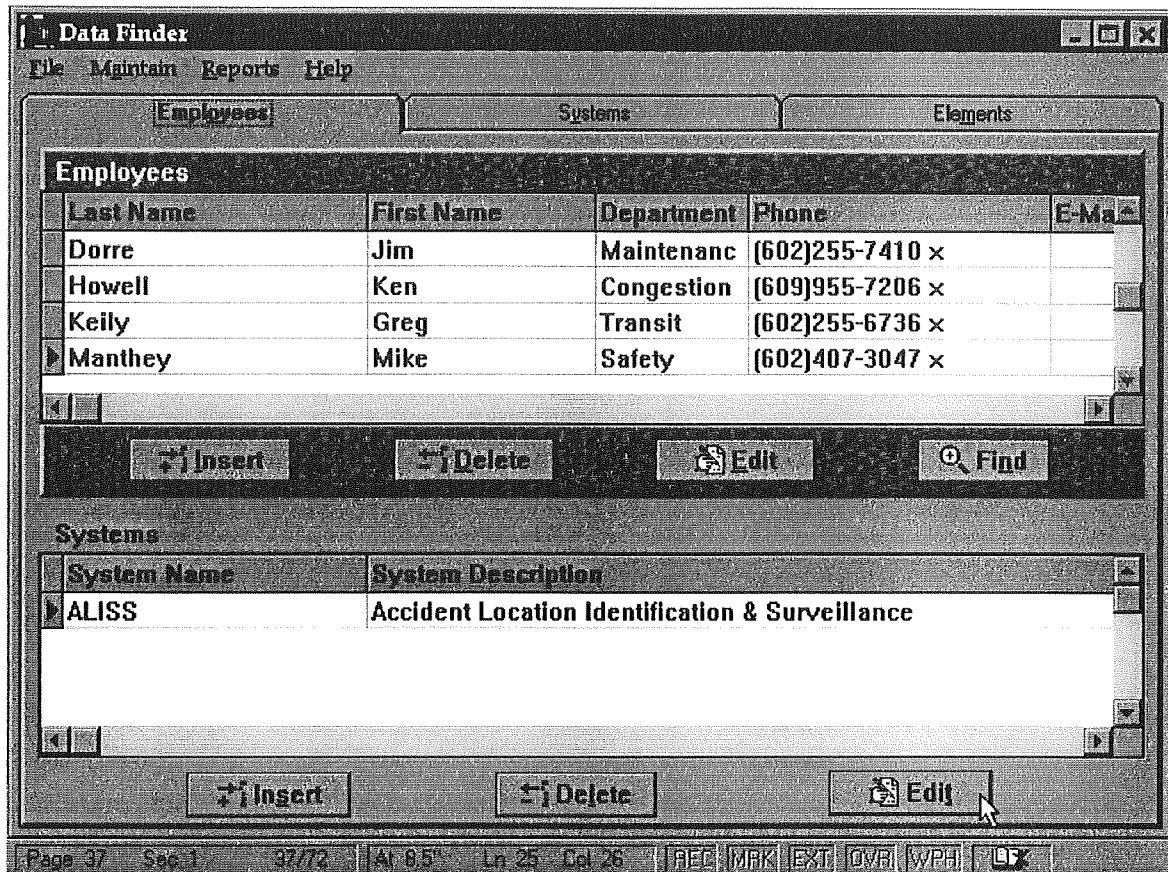 Data Finder
File Maintain Reports Help
Employees Systems Elements
Employees
Last Name First Name Department Phone E-Ma
Dorre Jim Maintenanc (602)255-7410 x
Howell Ken Congestion (609)955-7206 x
Keily Greg Transit (602)255-6736 x
Manthey Mike Safety (602)407-3047 x
Insert Delete Edit Find
Systems
System Name System Description
ALISS Accident Location Identification & Surveillance
Insert Delete Edit
Page 37 Sec 1 37/72 At 8.5" Ln 25 Col 26 REC MRK EXT OVR WPH